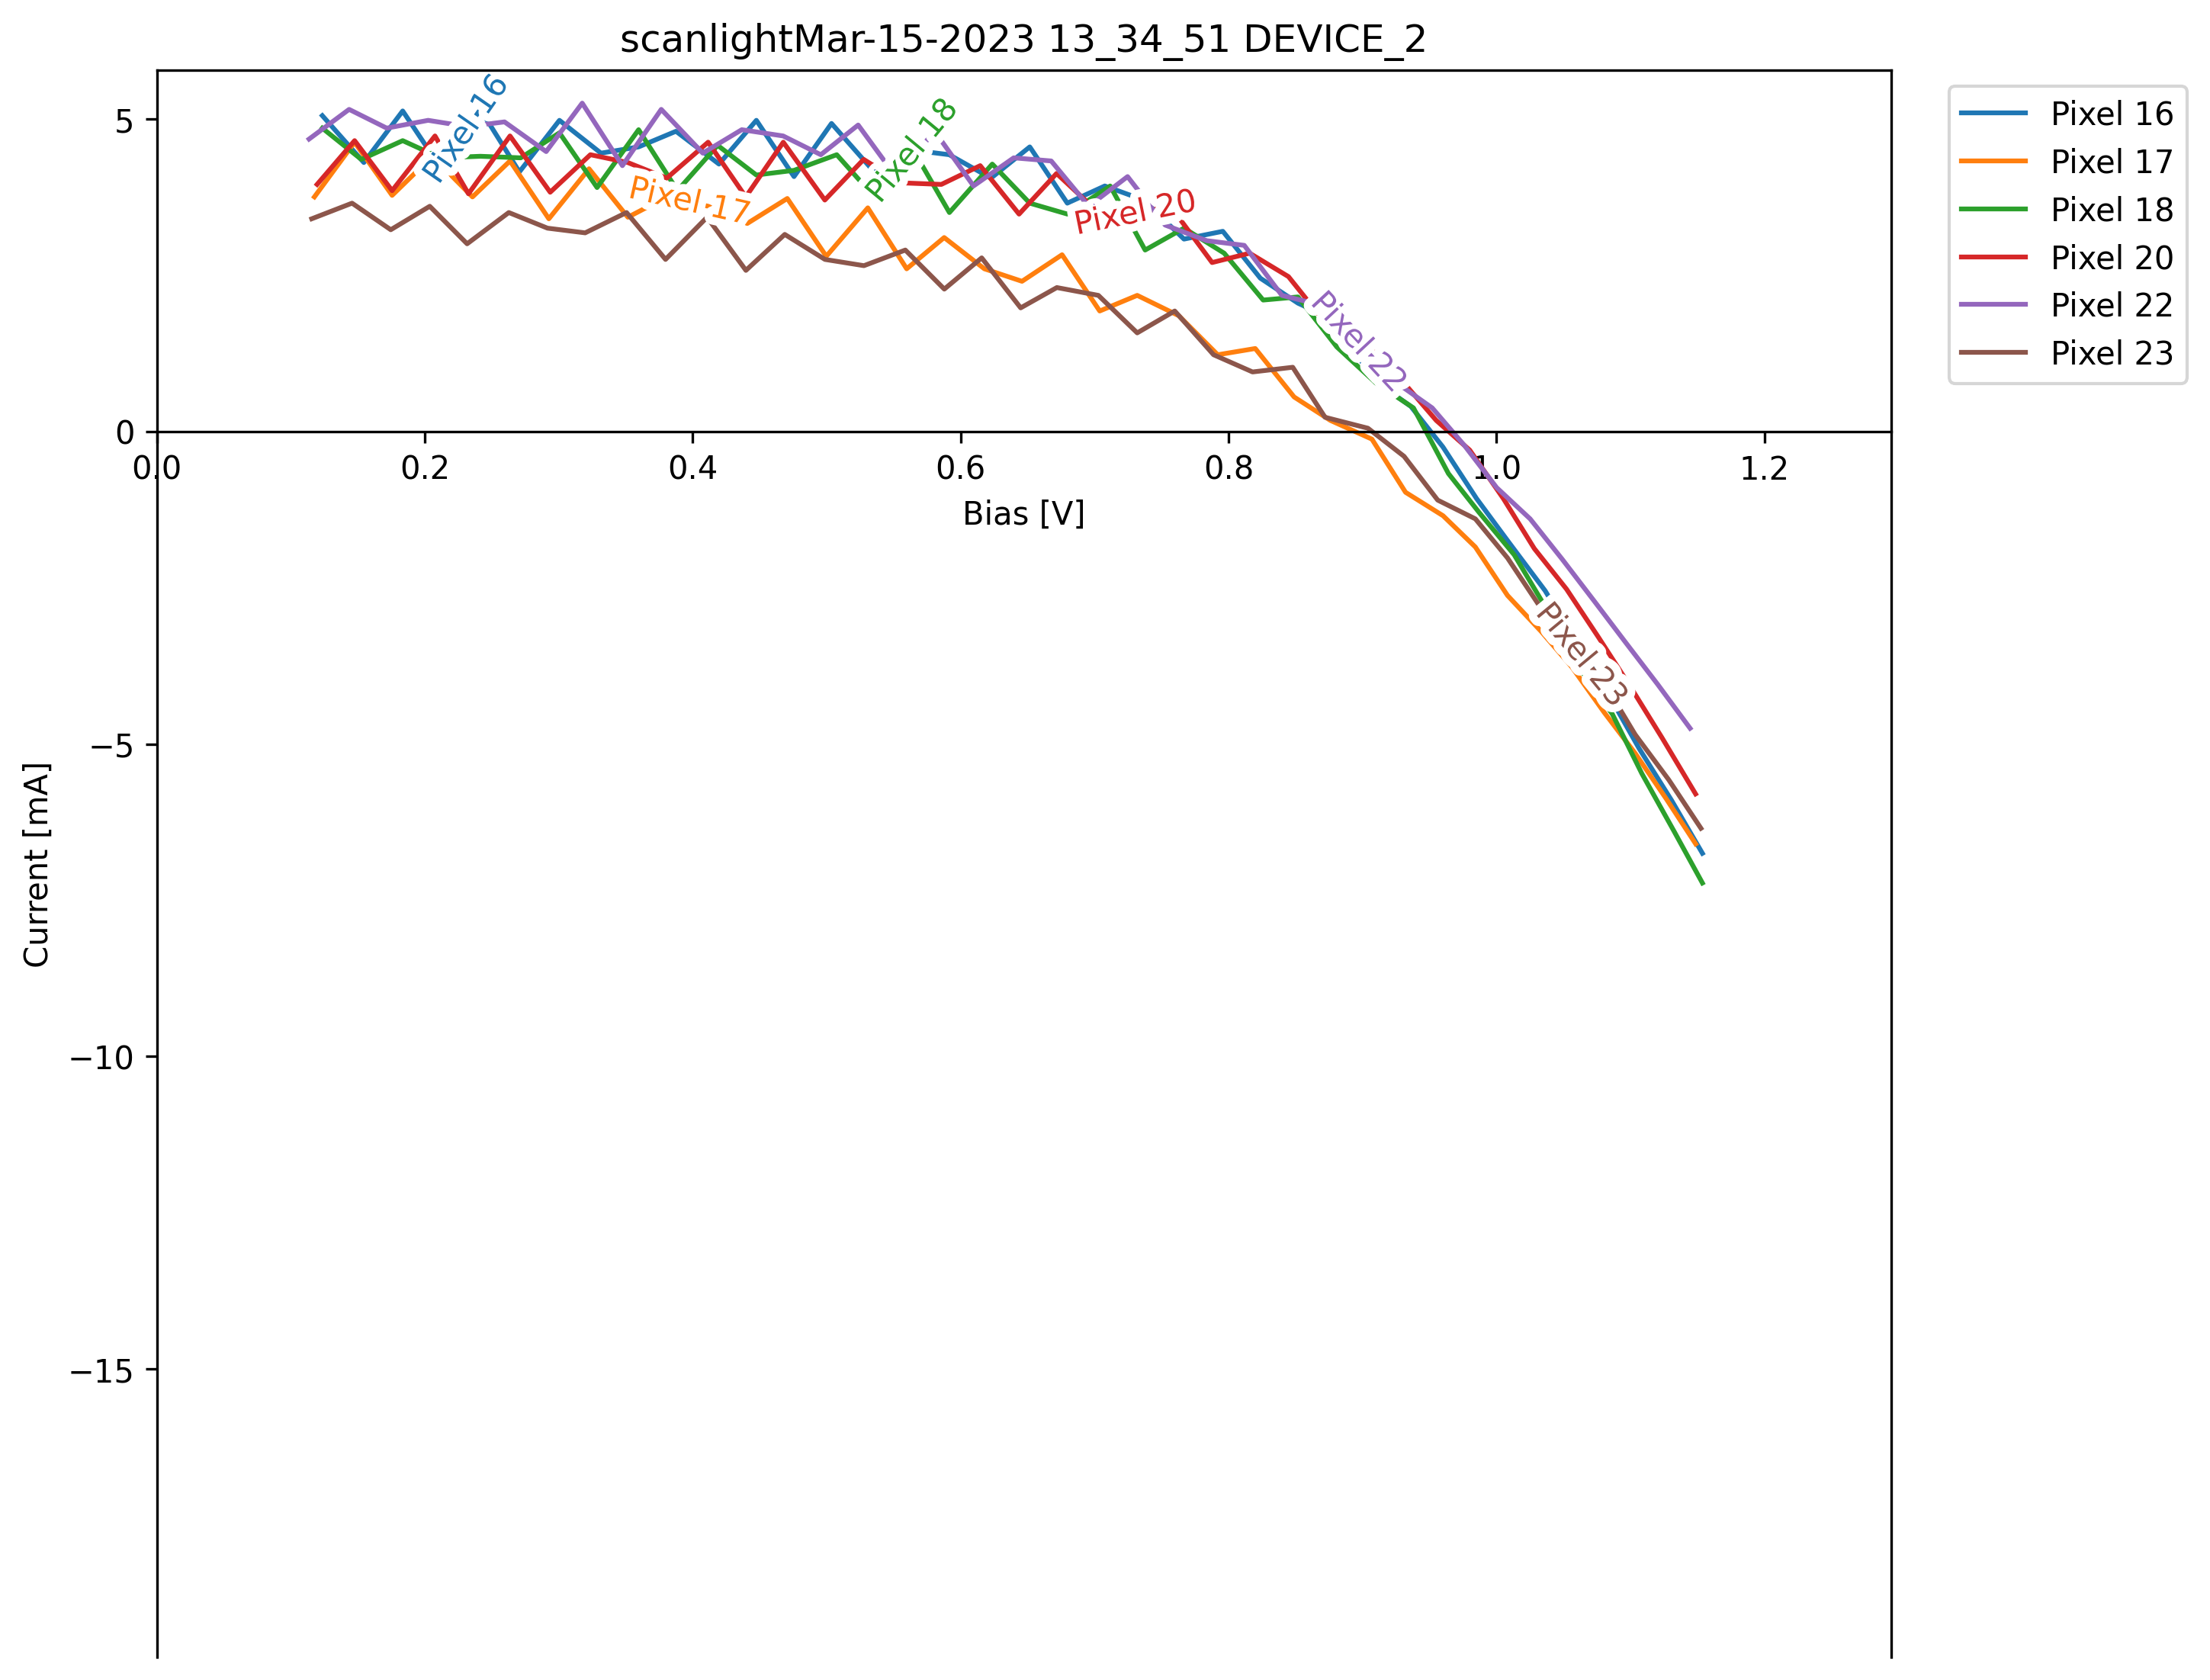 scanlightMar-15-2023 13_34_51 DEVICE_2
Pixel 16
Pixel 17
Pixel 18
Pixel 20
Pixel 22
Pixel 23
Pixel 16
Pixel 18
Pixel 17
Pixel 20
Pixel 22
Pixel 23
5
0
−5
−10
−15
0.0 0.2 0.4 0.6 0.8 1.0 1.2
Bias [V]
Current [mA]